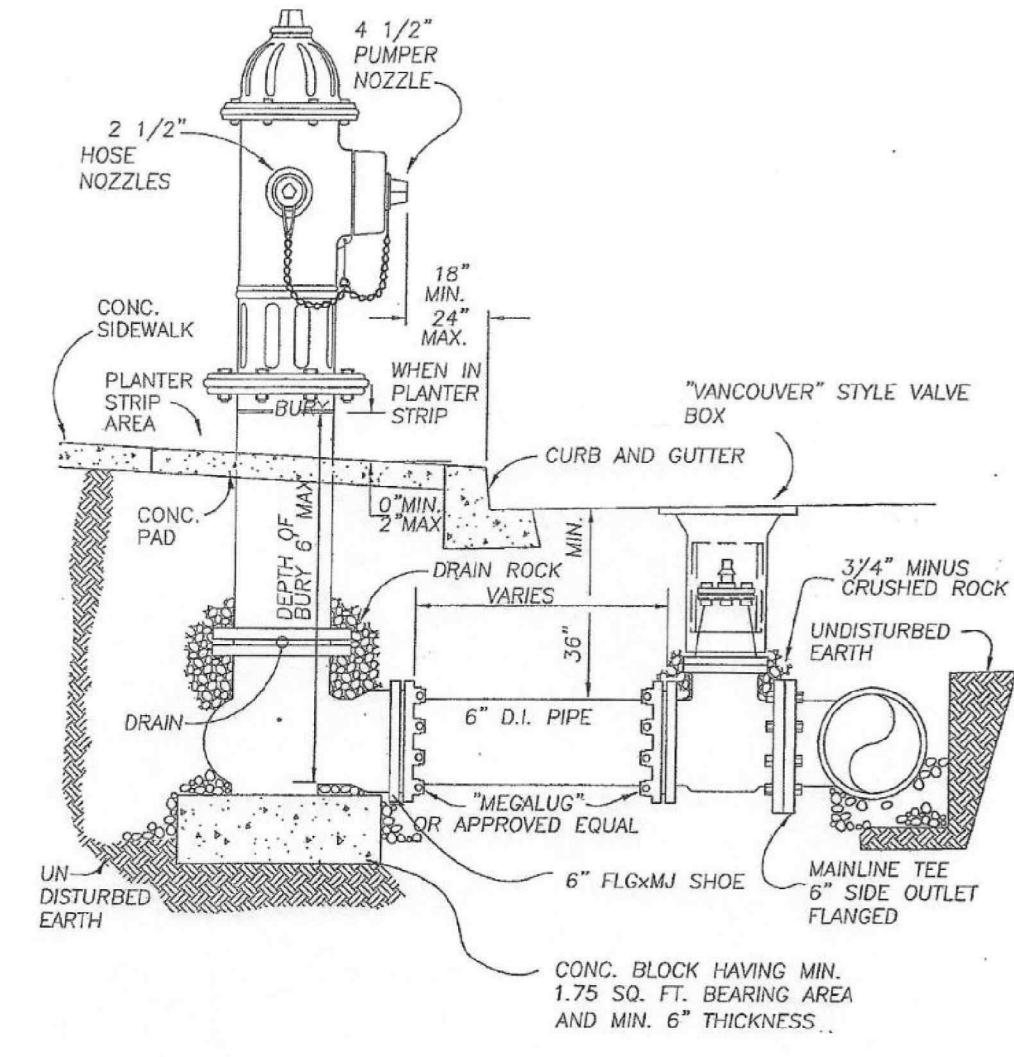 4 1/2"
PUMPER
NOZZLE
2 1/2"
HOSE
NOZZLES
18"
MIN.
24"
MAX.
CONC.
SIDEWALK
WHEN IN
PLANTER
STRIP
PLANTER
STRIP
AREA
BURY
"VANCOUVER" STYLE VALVE
BOX
CURB AND GUTTER
CONC.
PAD
0"MIN.
2"MAX
DEPTH OF
BURY 6' MAX
MIN.
36"
DRAIN ROCK
VARIES
3/4" MINUS
CRUSHED ROCK
UNDISTURBED
EARTH
DRAIN
6" D.I. PIPE
"MEGALUG"
OR APPROVED EQUAL
UN
DISTURBED
EARTH
6" FLGxMJ SHOE
MAINLINE TEE
6" SIDE OUTLET
FLANGED
CONC. BLOCK HAVING MIN.
1.75 SQ. FT. BEARING AREA
AND MIN. 6" THICKNESS